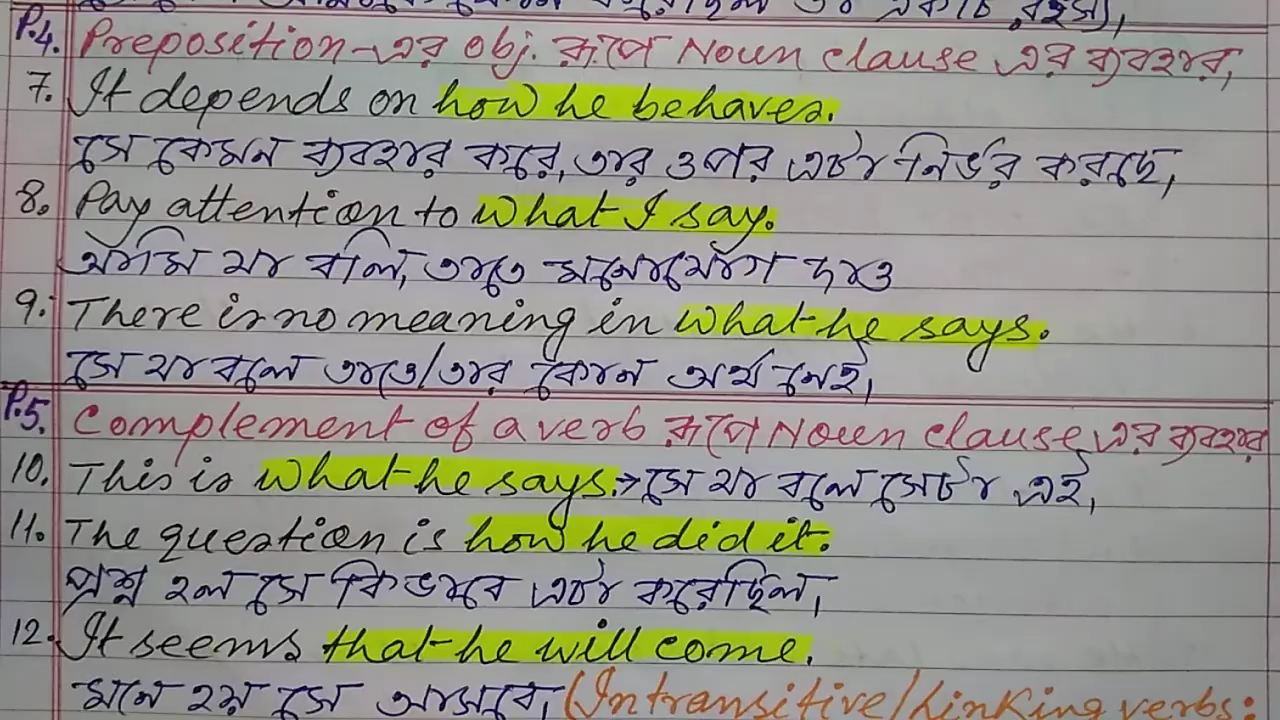 P.4. Preposition-এর obj. রূপে Noun clause এর ব্যবহার,
7. It depends on how he behaves.
সে কেমন ব্যবহার করে, তার ওপর এটা নির্ভর করছে,
8. Pay attention to what I say.
আমি যা বলি, তাতে মনোযোগ দাও
9. There is no meaning in what he says.
সে যা বলে তাতে/তার কোন অর্থ নেই,
P.5. Complement of a verb রূপে Noun clause এর ব্যবহার
10. This is what he says.→সে যা বলে সেটা এই,
11. The question is how he did it.
প্রশ্ন হল সে কিভাবে এটা করেছিল,
12. It seems that he will come.
মনে হয় সে আসবে, (Intransitive/Linking verbs: